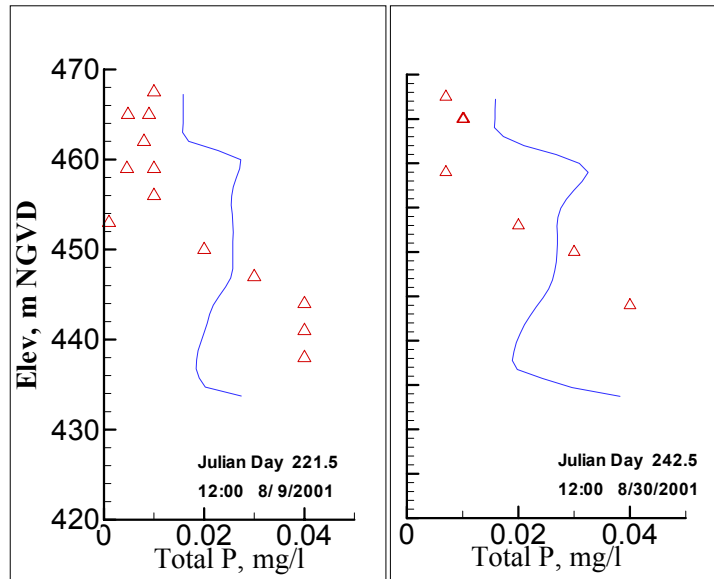 Elev, m NGVD
470
460
450
440
430
420
Julian Day 221.5
12:00 8/ 9/2001
0 0.02 0.04
Total P, mg/l
Julian Day 242.5
12:00 8/30/2001
0 0.02 0.04
Total P, mg/l